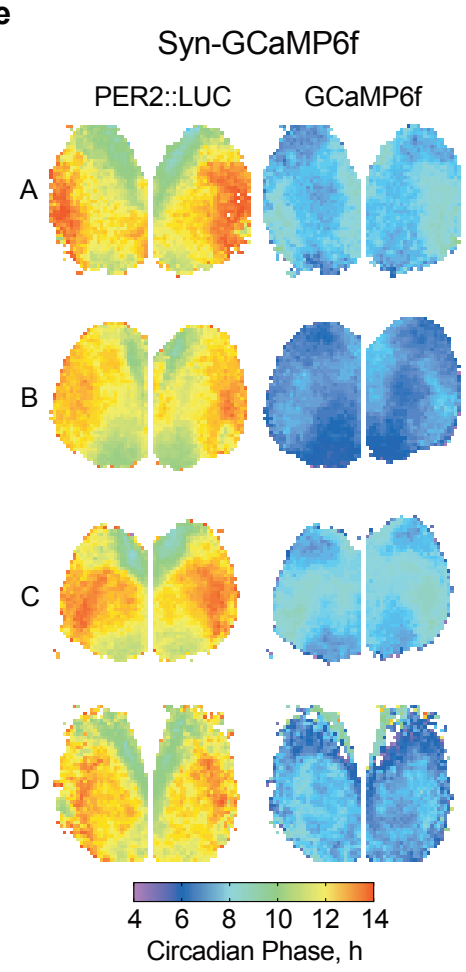 e
Syn-GCaMP6f
PER2::LUC GCaMP6f
A
B
C
D
4 6 8 10 12 14
Circadian Phase, h